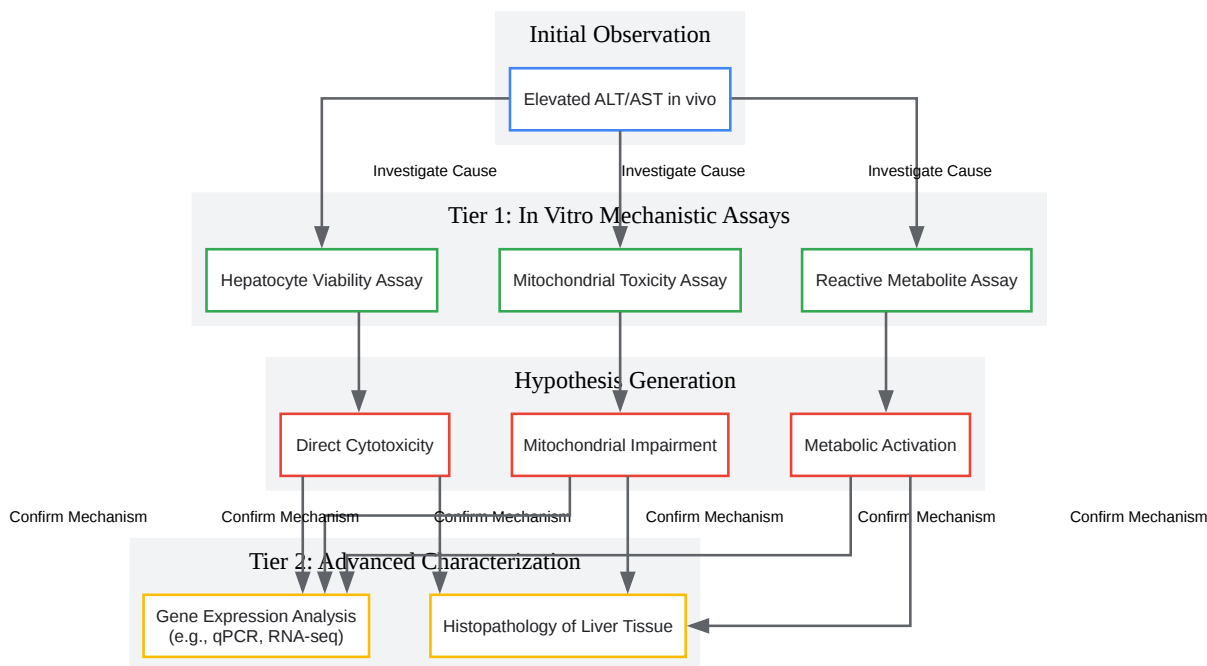 Initial Observation
Elevated ALT/AST in vivo
Investigate Cause
Investigate Cause
Investigate Cause
Tier 1: In Vitro Mechanistic Assays
Hepatocyte Viability Assay
Mitochondrial Toxicity Assay
Reactive Metabolite Assay
Hypothesis Generation
Direct Cytotoxicity
Mitochondrial Impairment
Metabolic Activation
Confirm Mechanism
Confirm Mechanism
Confirm Mechanism
Confirm Mechanism
Confirm Mechanism
Confirm Mechanism
Tier 2: Advanced Characterization
Gene Expression Analysis
(e.g., qPCR, RNA-seq)
Histopathology of Liver Tissue